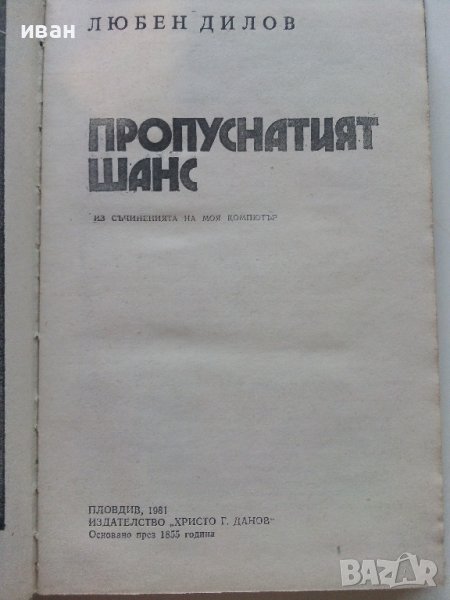 иван
ЛЮБЕН ДИЛОВ
ПРОПУСНАТИЯТ
ШАНС
ИЗ СЪЧИНЕНИЯТА НА МОЯ КОМПЮТЪР
ПЛОВДИВ, 1981
ИЗДАТЕЛСТВО „ХРИСТО Г. ДАНОВ“
Основано през 1855 година
BAZAR